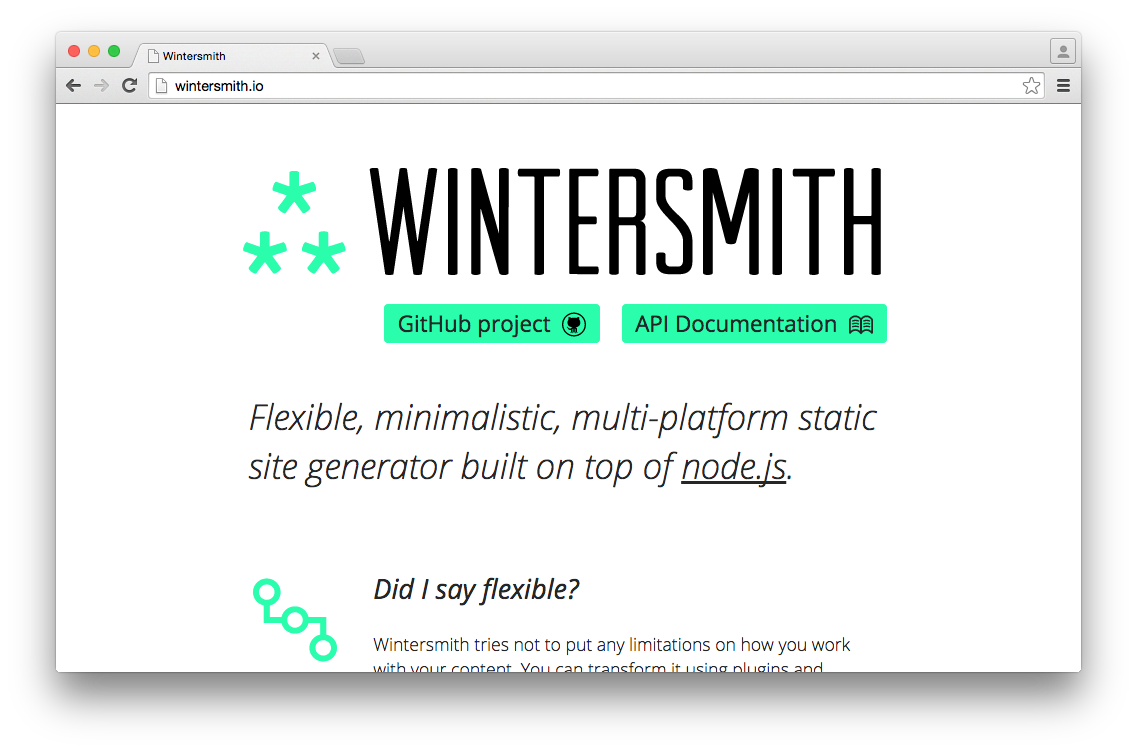 Wintersmith
wintersmith.io
WINTERSMITH
GitHub project
API Documentation
Flexible, minimalistic, multi-platform static
site generator built on top of node.js.
Did I say flexible?
Wintersmith tries not to put any limitations on how you work
with your content. You can transform it using plugins and